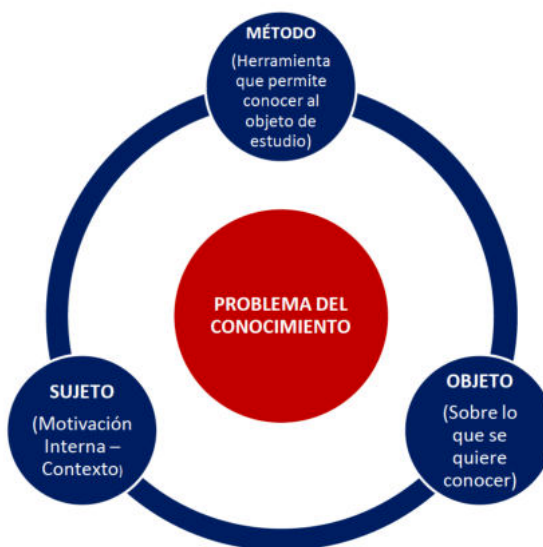 MÉTODO
(Herramienta
que permite
conocer al
objeto de
estudio)
PROBLEMA DEL
CONOCIMIENTO
SUJETO
(Motivación
Interna –
Contexto)
OBJETO
(Sobre lo
que se
quiere
conocer)